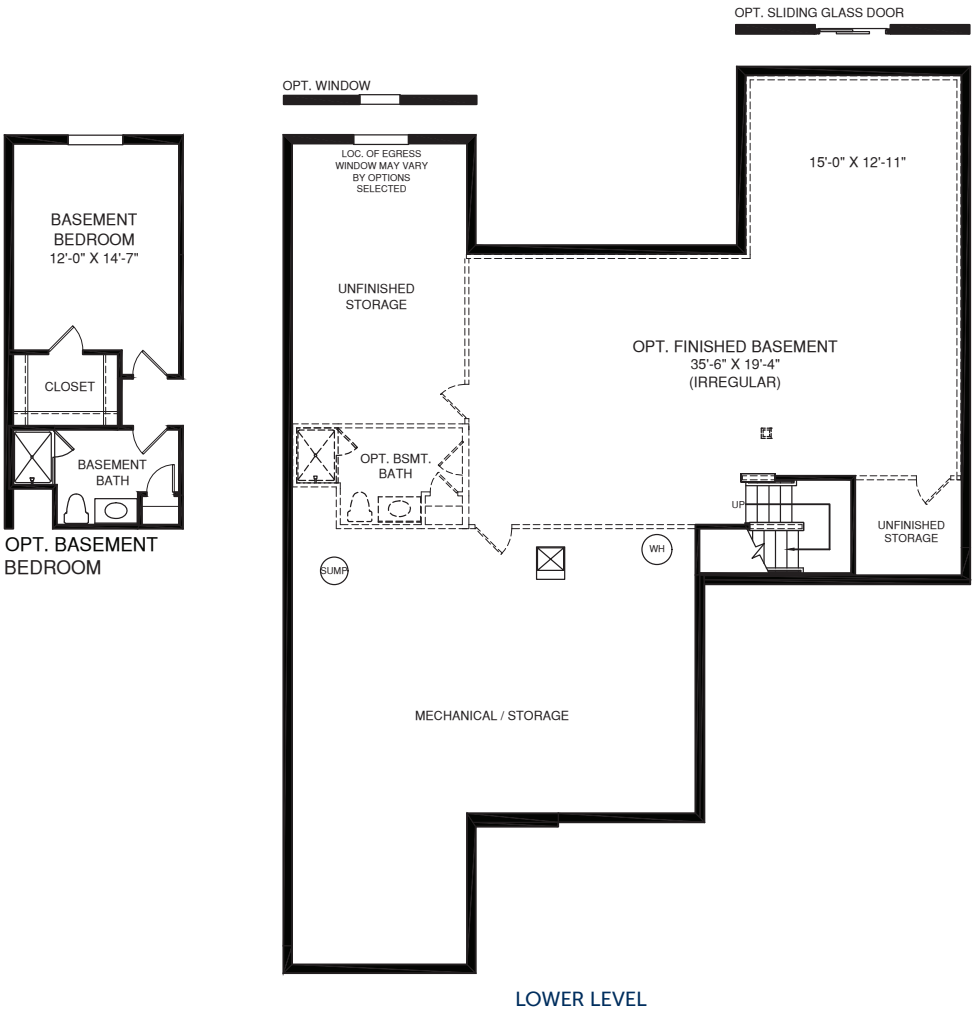 OPT. SLIDING GLASS DOOR
OPT. WINDOW
LOC. OF EGRESS
WINDOW MAY VARY
BY OPTIONS
SELECTED
15'-0" X 12'-11"
BASEMENT
BEDROOM
12'-0" X 14'-7"
UNFINISHED
STORAGE
OPT. FINISHED BASEMENT
35'-6" X 19'-4"
(IRREGULAR)
CLOSET
BASEMENT
BATH
OPT. BSMT.
BATH
UP
UNFINISHED
STORAGE
OPT. BASEMENT
BEDROOM
SUMP
WH
MECHANICAL / STORAGE
LOWER LEVEL